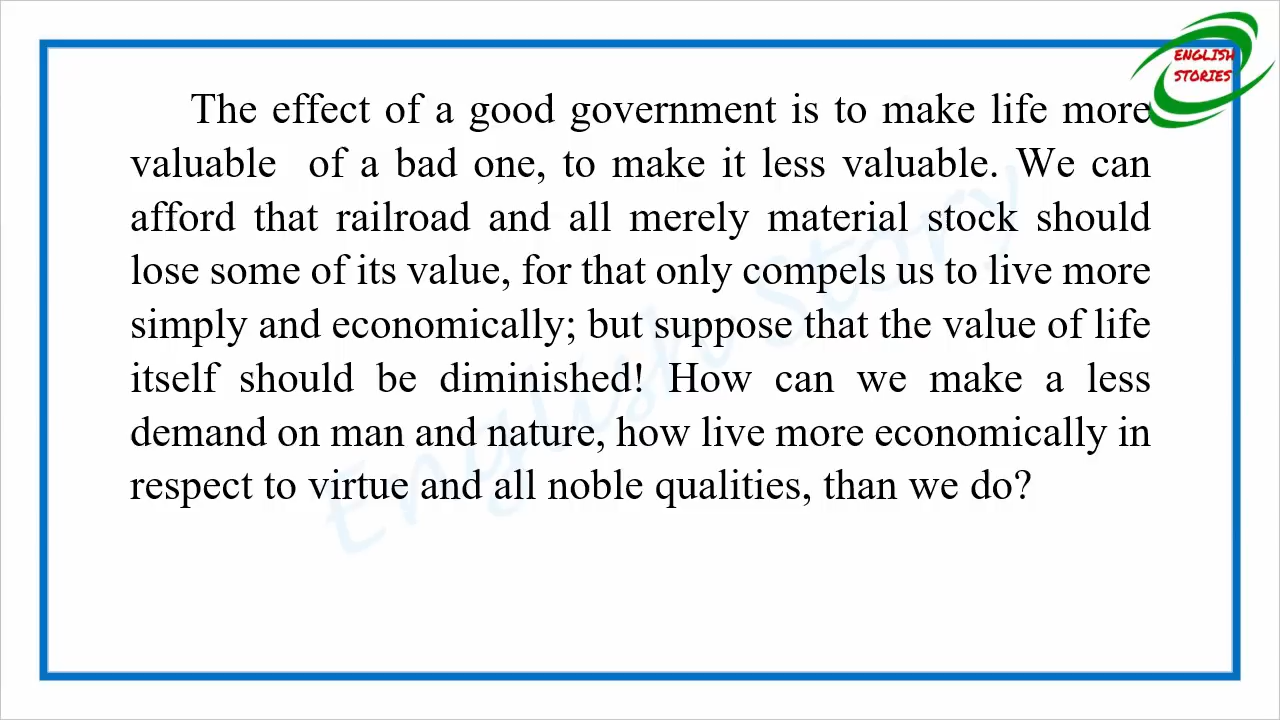 ENGLISH
STORIES
The effect of a good government is to make life more
valuable  of a bad one, to make it less valuable. We can
afford that railroad and all merely material stock should
lose some of its value, for that only compels us to live more
simply and economically; but suppose that the value of life
itself should be diminished! How can we make a less
demand on man and nature, how live more economically in
respect to virtue and all noble qualities, than we do?
English Story